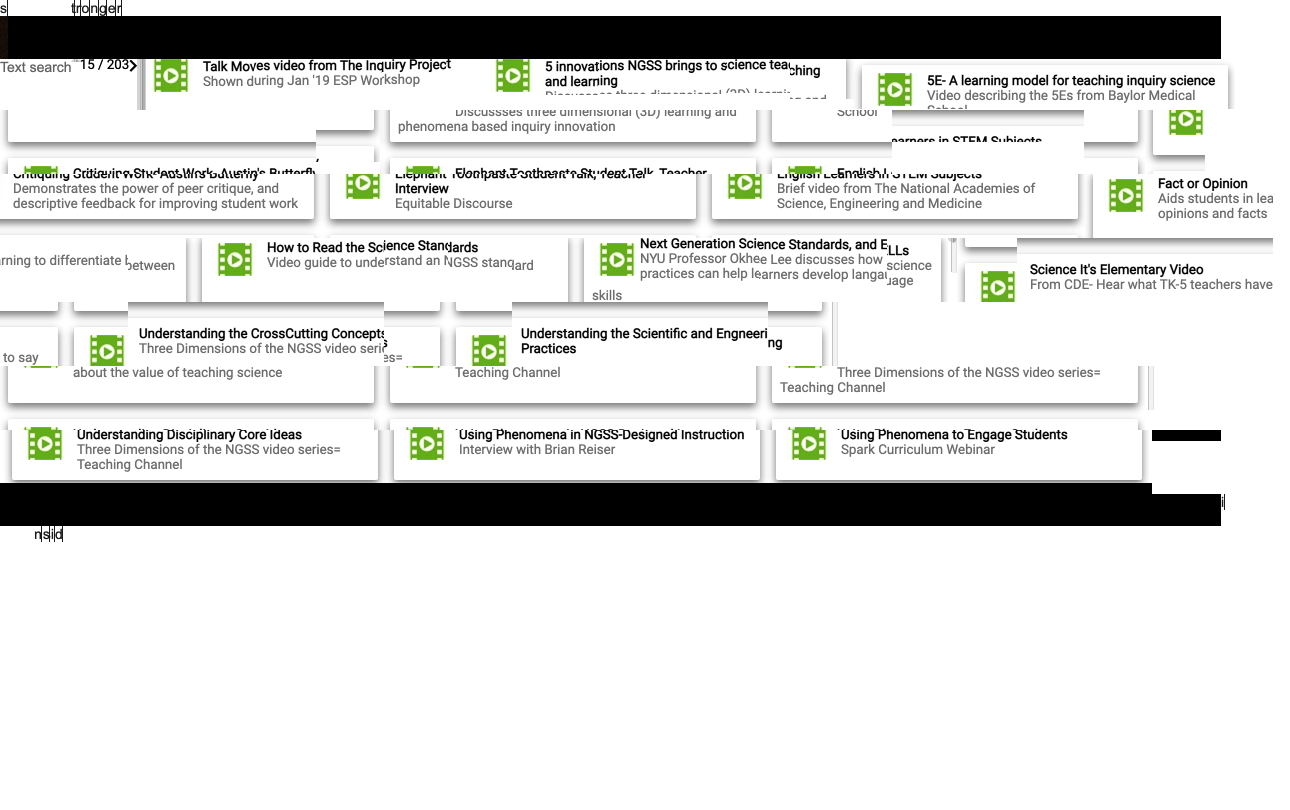 s tronger
Text search 15 / 203
Talk Moves video from The Inquiry Project
Shown during Jan '19 ESP Workshop
5 innovations NGSS brings to science teaching
and learning
Discussses three dimensional (3D) learning and
phenomena based inquiry innovation
5E- A learning model for teaching inquiry science
Video describing the 5Es from Baylor Medical
School
Critiquing Student Work-Austin's Butterfly
Demonstrates the power of peer critique, and
descriptive feedback for improving student work
Elephant Toothpaste Student Talk, Teacher
Interview
Equitable Discourse
English Learners in STEM Subjects
Brief video from The National Academies of
Science, Engineering and Medicine
Fact or Opinion
Aids students in lea
opinions and facts
rning to differentiate between
How to Read the Science Standards
Video guide to understand an NGSS standard
Next Generation Science Standards, and ELLs
NYU Professor Okhee Lee discusses how science
practices can help learners develop language
skills
Science It's Elementary Video
From CDE- Hear what TK-5 teachers have
to say
about the value of teaching science
Understanding the CrossCutting Concepts
Three Dimensions of the NGSS video series=
Teaching Channel
Understanding the Scientific and Engneering
Practices
Three Dimensions of the NGSS video series=
Teaching Channel
Understanding Disciplinary Core Ideas
Three Dimensions of the NGSS video series=
Teaching Channel
Using Phenomena in NGSS-Designed Instruction
Interview with Brian Reiser
Using Phenomena to Engage Students
Spark Curriculum Webinar
i
nsid